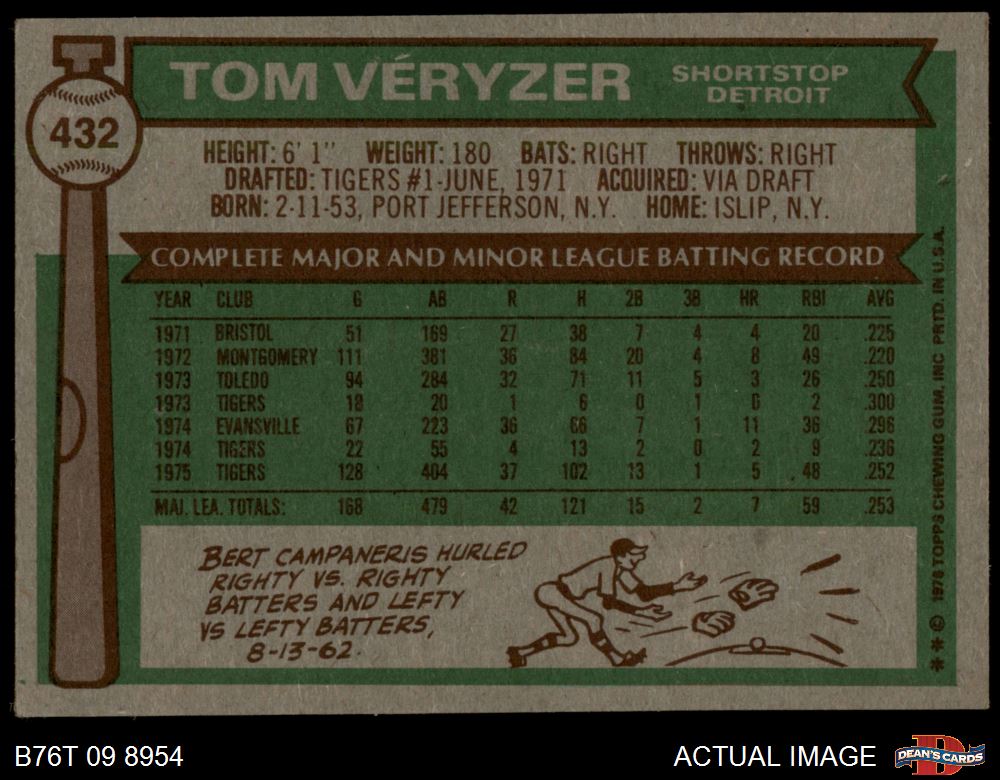 432
TOM VERYZER
SHORTSTOP
DETROIT
HEIGHT: 6' 1" WEIGHT: 180 BATS: RIGHT THROWS: RIGHT
DRAFTED: TIGERS #1-JUNE, 1971 ACQUIRED: VIA DRAFT
BORN: 2-11-53, PORT JEFFERSON, N.Y. HOME: ISLIP, N.Y.
COMPLETE MAJOR AND MINOR LEAGUE BATTING RECORD
YEAR CLUB G AB R H 2B 3B HR RBI AVG
1971 BRISTOL 51 169 27 38 7 4 4 20 .225
1972 MONTGOMERY 111 381 36 84 20 4 8 49 .220
1973 TOLEDO 94 284 32 71 11 5 3 26 .250
1973 TIGERS 18 20 1 6 0 1 0 2 .300
1974 EVANSVILLE 67 223 36 66 7 1 11 36 .296
1974 TIGERS 22 55 4 13 2 0 2 9 .236
1975 TIGERS 128 404 37 102 13 1 5 48 .252
MAJ. LEA. TOTALS: 168 479 42 121 15 2 7 59 .253
BERT CAMPANERIS HURLED
RIGHTY VS. RIGHTY
BATTERS AND LEFTY
VS LEFTY BATTERS,
8-13-62.
* * © 1976 TOPPS CHEWING GUM, INC PRTD. IN U.S.A.
B76T 09 8954
ACTUAL IMAGE
D
DEAN'S CARDS